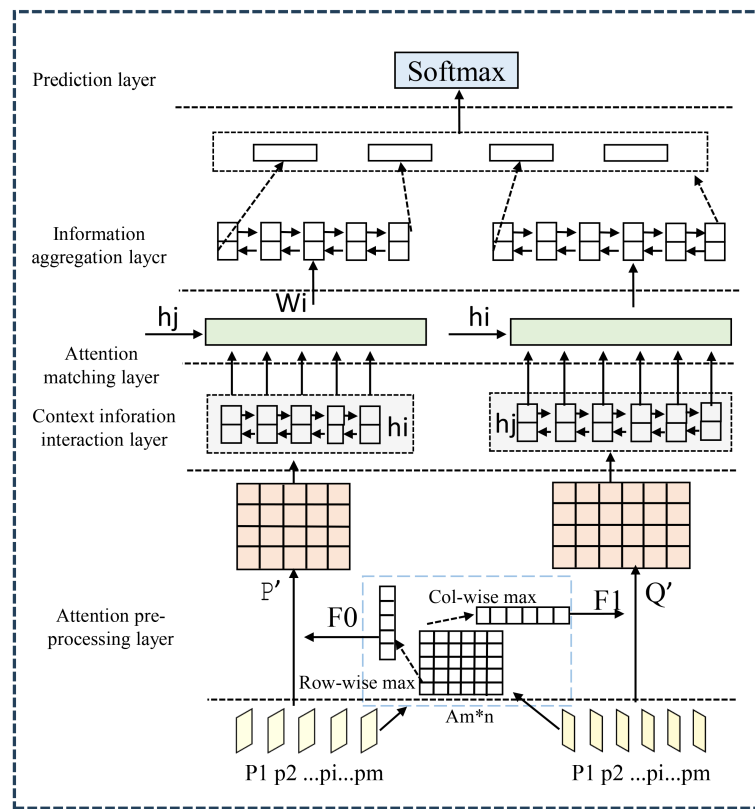 Softmax
Prediction layer
Information
aggregation laycr
Wi
hj
hi
Attention
matching layer
Context inforation
interaction layer
hi
hj
P'
Q'
Col-wise max
F0
F1
Attention pre-
processing layer
Row-wise max
Am*n
P1 p2 ...pi...pm
P1 p2 ...pi...pm